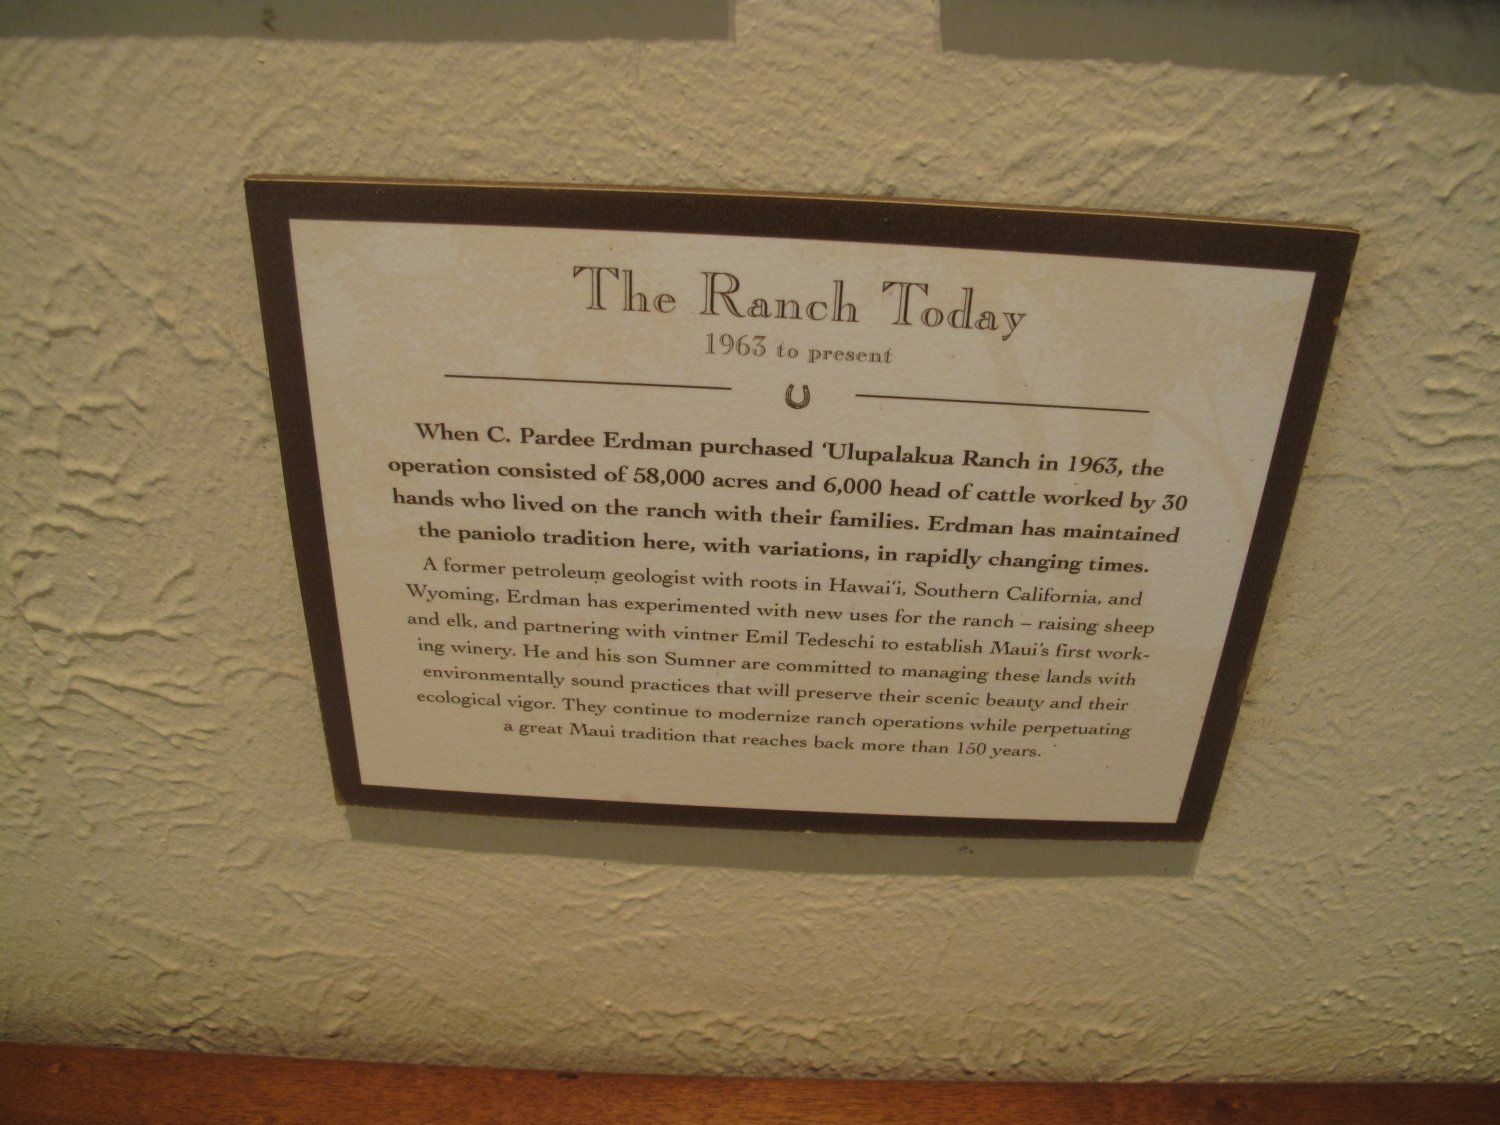 The Ranch Today
1963 to present
When C. Pardee Erdman purchased ‘Ulupalakua Ranch in 1963, the
operation consisted of 58,000 acres and 6,000 head of cattle worked by 30
hands who lived on the ranch with their families. Erdman has maintained
the paniolo tradition here, with variations, in rapidly changing times.
A former petroleum geologist with roots in Hawai‘i, Southern California, and
Wyoming, Erdman has experimented with new uses for the ranch – raising sheep
and elk, and partnering with vintner Emil Tedeschi to establish Maui's first work-
ing winery. He and his son Sumner are committed to managing these lands with
environmentally sound practices that will preserve their scenic beauty and their
ecological vigor. They continue to modernize ranch operations while perpetuating
a great Maui tradition that reaches back more than 150 years.